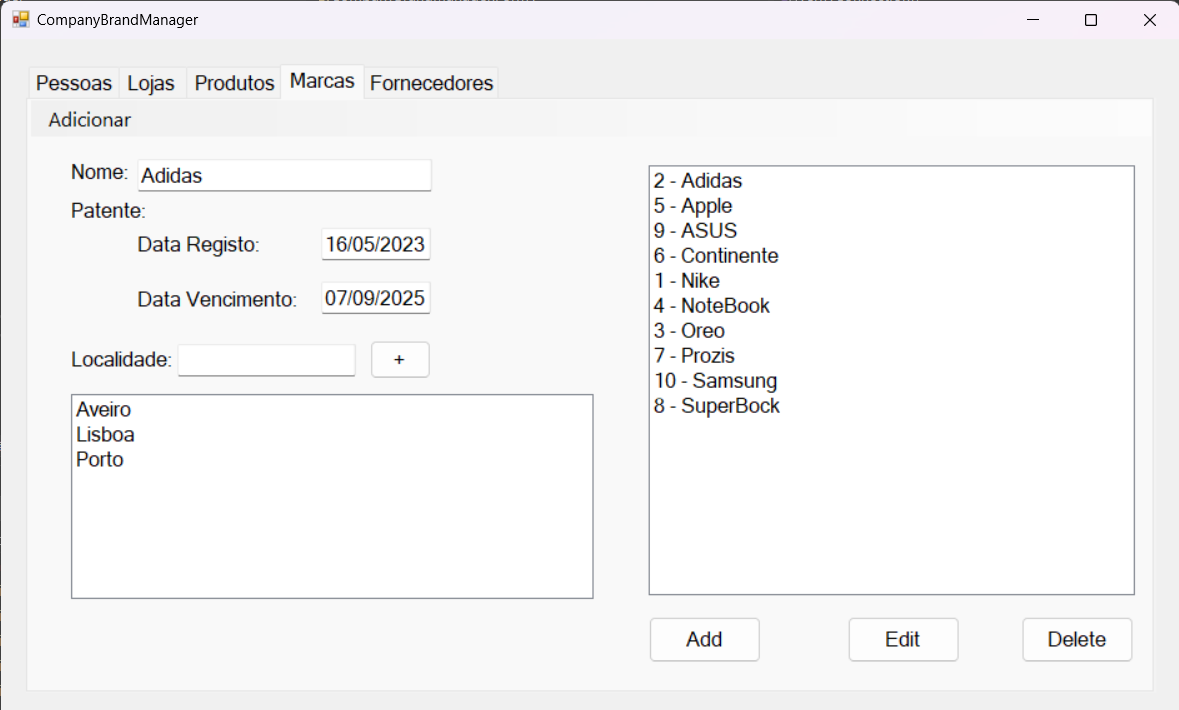 CompanyBrandManager
Pessoas Lojas Produtos Marcas Fornecedores
Adicionar
Nome: Adidas
Patente:
Data Registo: 16/05/2023
Data Vencimento: 07/09/2025
Localidade: +
Aveiro
Lisboa
Porto
2 - Adidas
5 - Apple
9 - ASUS
6 - Continente
1 - Nike
4 - NoteBook
3 - Oreo
7 - Prozis
10 - Samsung
8 - SuperBock
Add Edit Delete